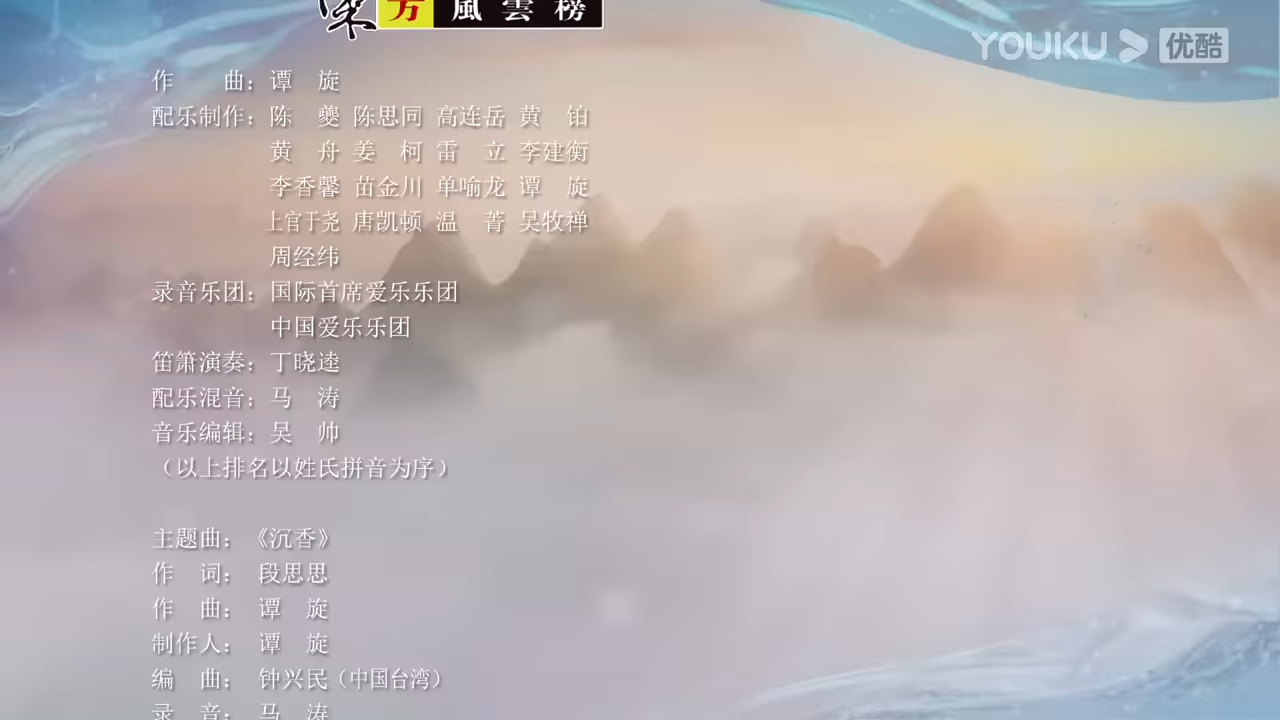 方 風雲榜
YOUKU 优酷
作　　曲：谭　旋
配乐制作：陈　夔 陈思同 高连岳 黄　铂
黄　舟 姜　柯 雷　立 李建衡
李香馨 苗金川 单喻龙 谭　旋
上官于尧 唐凯顿 温　菁 吴牧禅
周经纬
录音乐团：国际首席爱乐乐团
中国爱乐乐团
笛箫演奏：丁晓逵
配乐混音：马　涛
音乐编辑：吴　帅
（以上排名以姓氏拼音为序）
主题曲：《沉香》
作　词：段思思
作　曲：谭　旋
制作人：谭　旋
编　曲：钟兴民（中国台湾）
录　音：马　涛